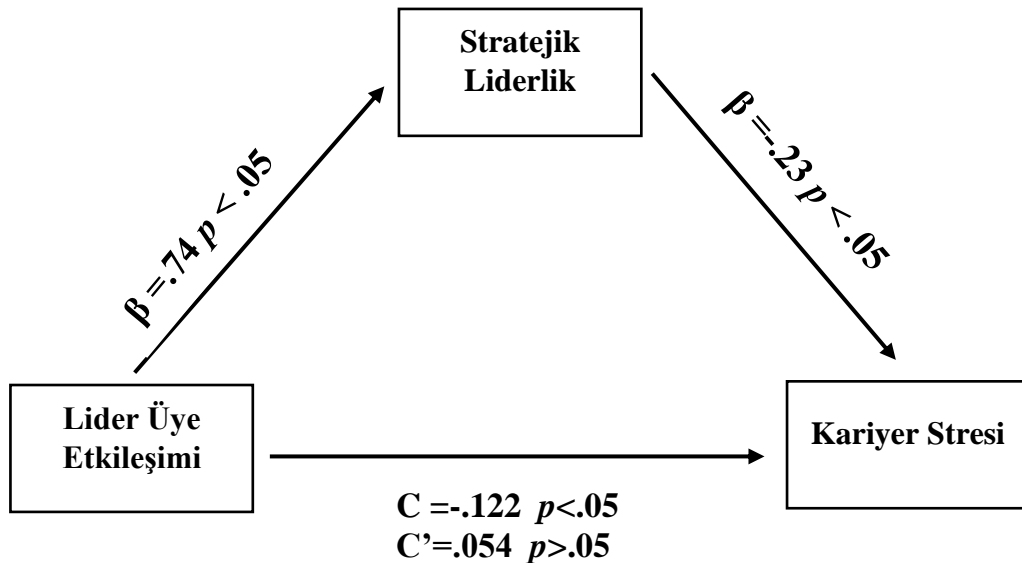 Stratejik
Liderlik
β =.74 p < .05
β =-.23 p < .05
Lider Üye
Etkileşimi
Kariyer Stresi
C =-.122 p<.05
C’=.054 p>.05